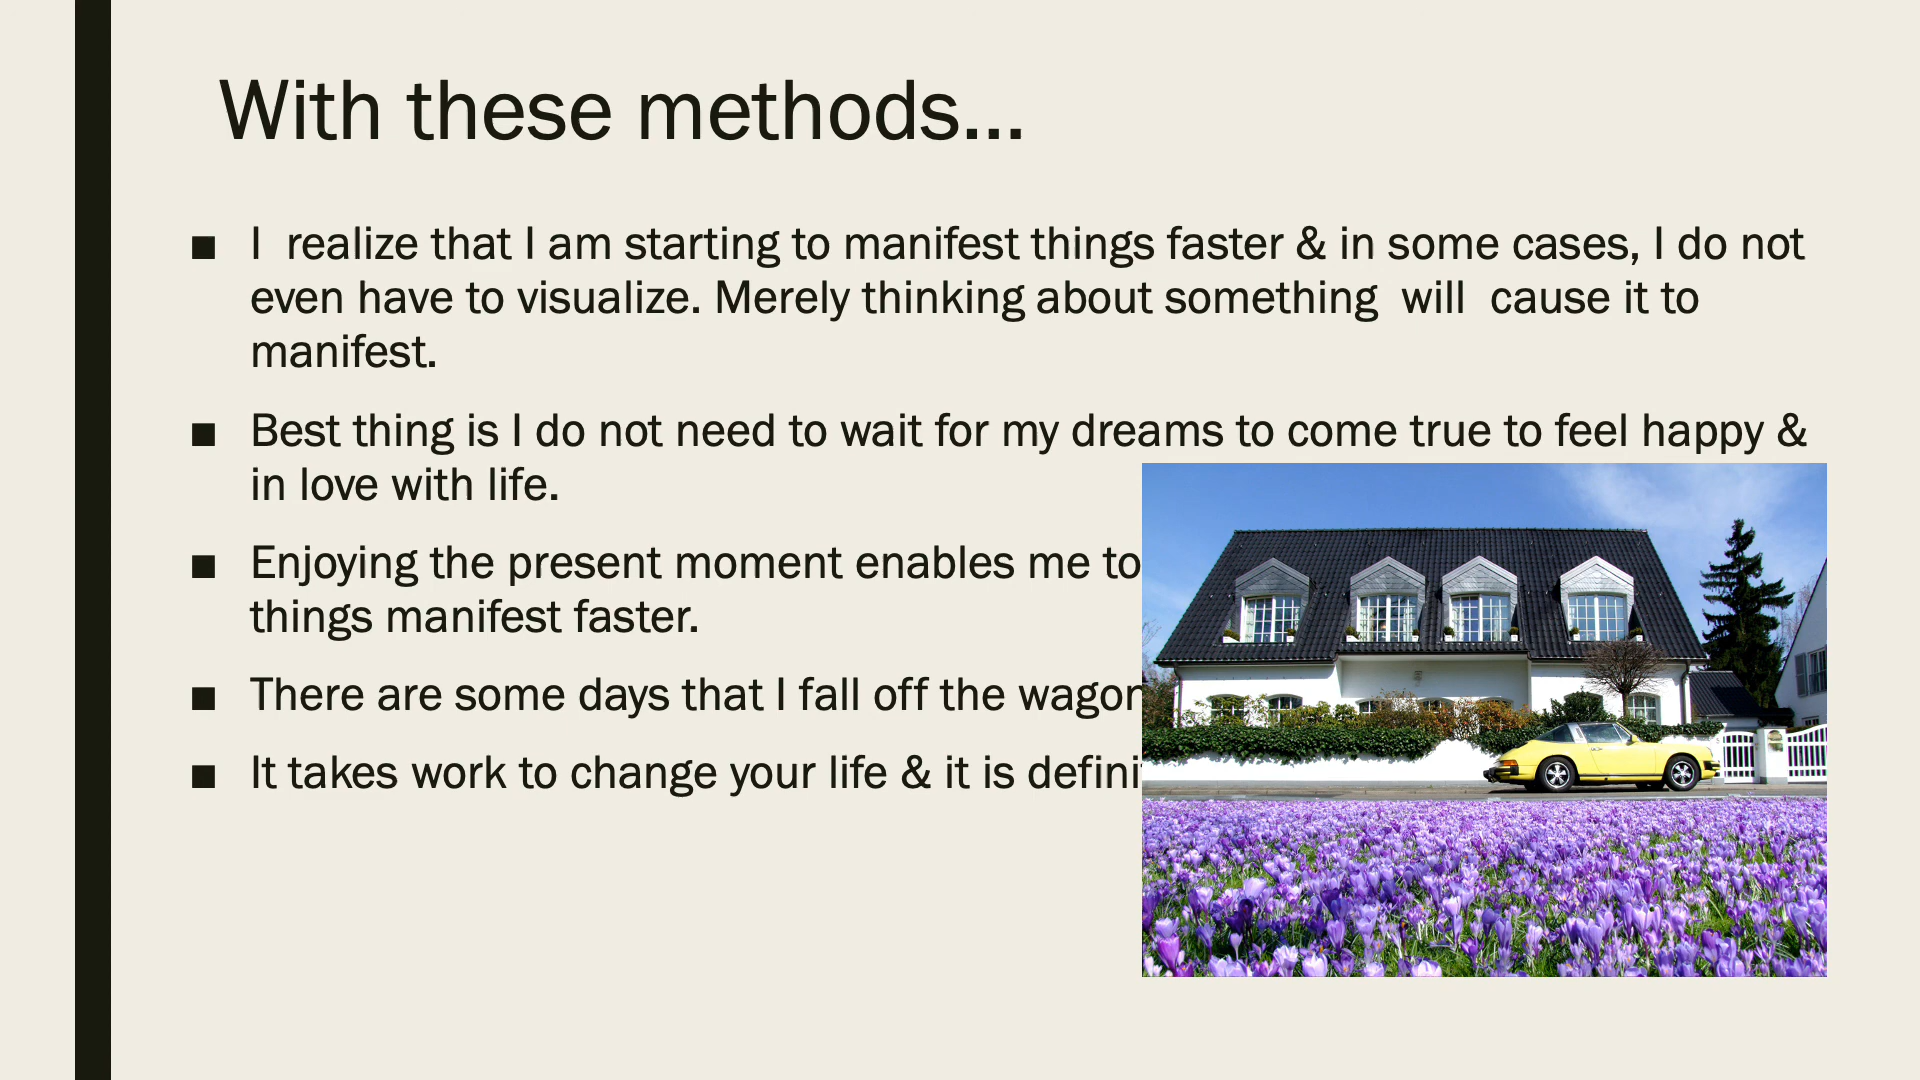 With these methods...
■ I  realize that I am starting to manifest things faster & in some cases, I do not
even have to visualize. Merely thinking about something  will  cause it to
manifest.
■ Best thing is I do not need to wait for my dreams to come true to feel happy &
in love with life.
■ Enjoying the present moment enables me to
things manifest faster.
■ There are some days that I fall off the wagon
■ It takes work to change your life & it is